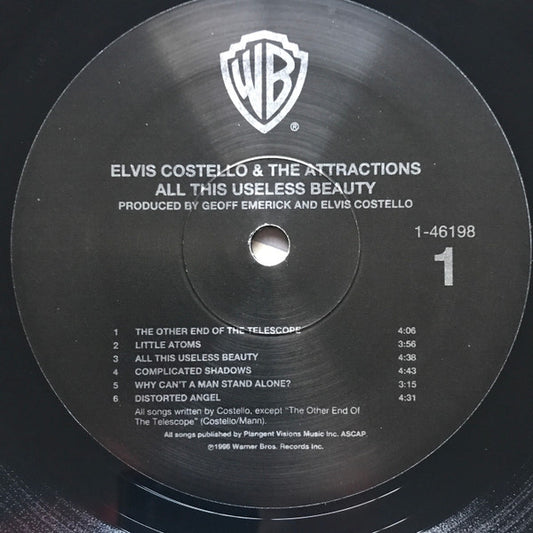 WB
®
ELVIS COSTELLO & THE ATTRACTIONS
ALL THIS USELESS BEAUTY
PRODUCED BY GEOFF EMERICK AND ELVIS COSTELLO
1-46198
1
1 THE OTHER END OF THE TELESCOPE 4:06
2 LITTLE ATOMS 3:56
3 ALL THIS USELESS BEAUTY 4:38
4 COMPLICATED SHADOWS 4:43
5 WHY CAN'T A MAN STAND ALONE? 3:15
6 DISTORTED ANGEL 4:31
All songs written by Costello, except "The Other End Of
The Telescope" (Costello/Mann).
All songs published by Plangent Visions Music Inc. ASCAP
℗1996 Warner Bros. Records Inc.